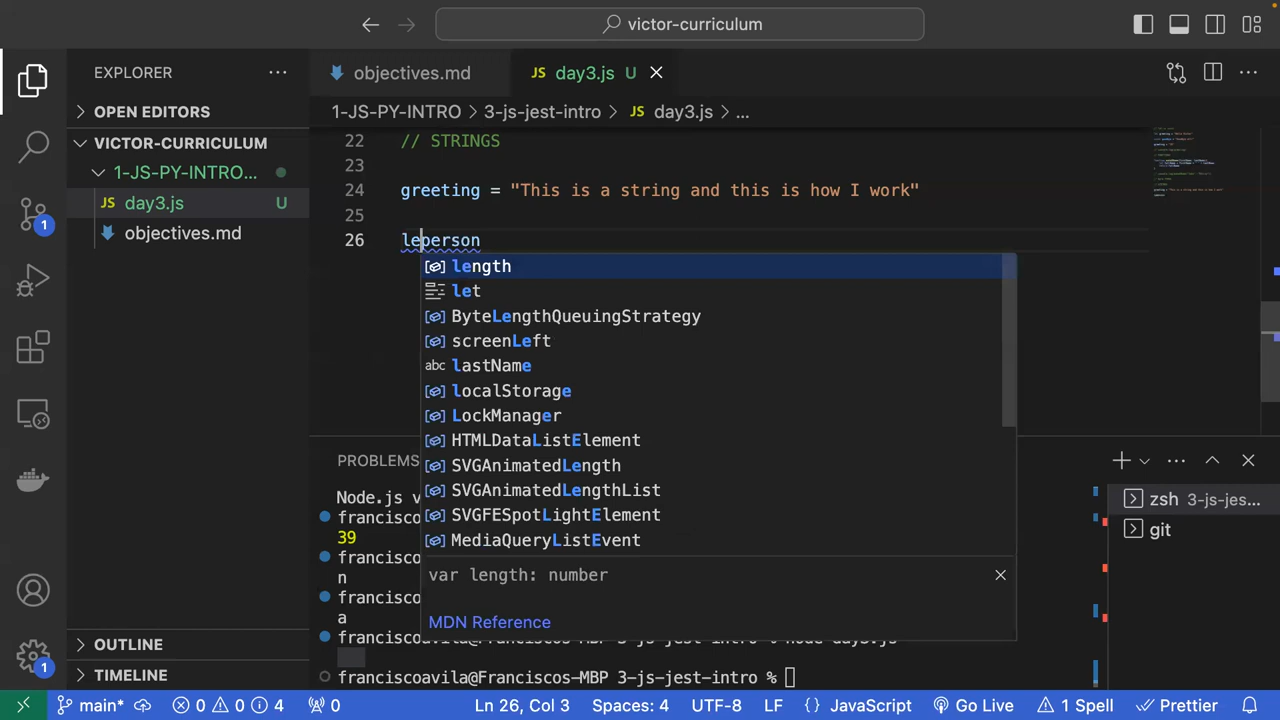 victor-curriculum
EXPLORER
objectives.md
JS day3.js U
OPEN EDITORS
1-JS-PY-INTRO > 3-js-jest-intro > JS day3.js > ...
VICTOR-CURRICULUM
1-JS-PY-INTRO...
JS day3.js U
objectives.md
22 // STRINGS
23
24 greeting = "This is a string and this is how I work"
25
26 leperson
length
let
ByteLengthQueuingStrategy
screenLeft
abc lastName
localStorage
LockManager
HTMLDataListElement
SVGAnimatedLength
SVGAnimatedLengthList
SVGFESpotLightElement
MediaQueryListEvent
var length: number
MDN Reference
PROBLEMS
Node.js v
francisco
39
francisco
n
francisco
a
franciscoavila@Franciscos-MBP 3-js-jest-intro % node day3.js
franciscoavila@Franciscos-MBP 3-js-jest-intro %
zsh 3-js-jes...
git
1
1
OUTLINE
TIMELINE
main* 0 0 4 0 Ln 26, Col 3 Spaces: 4 UTF-8 LF {} JavaScript Go Live 1 Spell Prettier